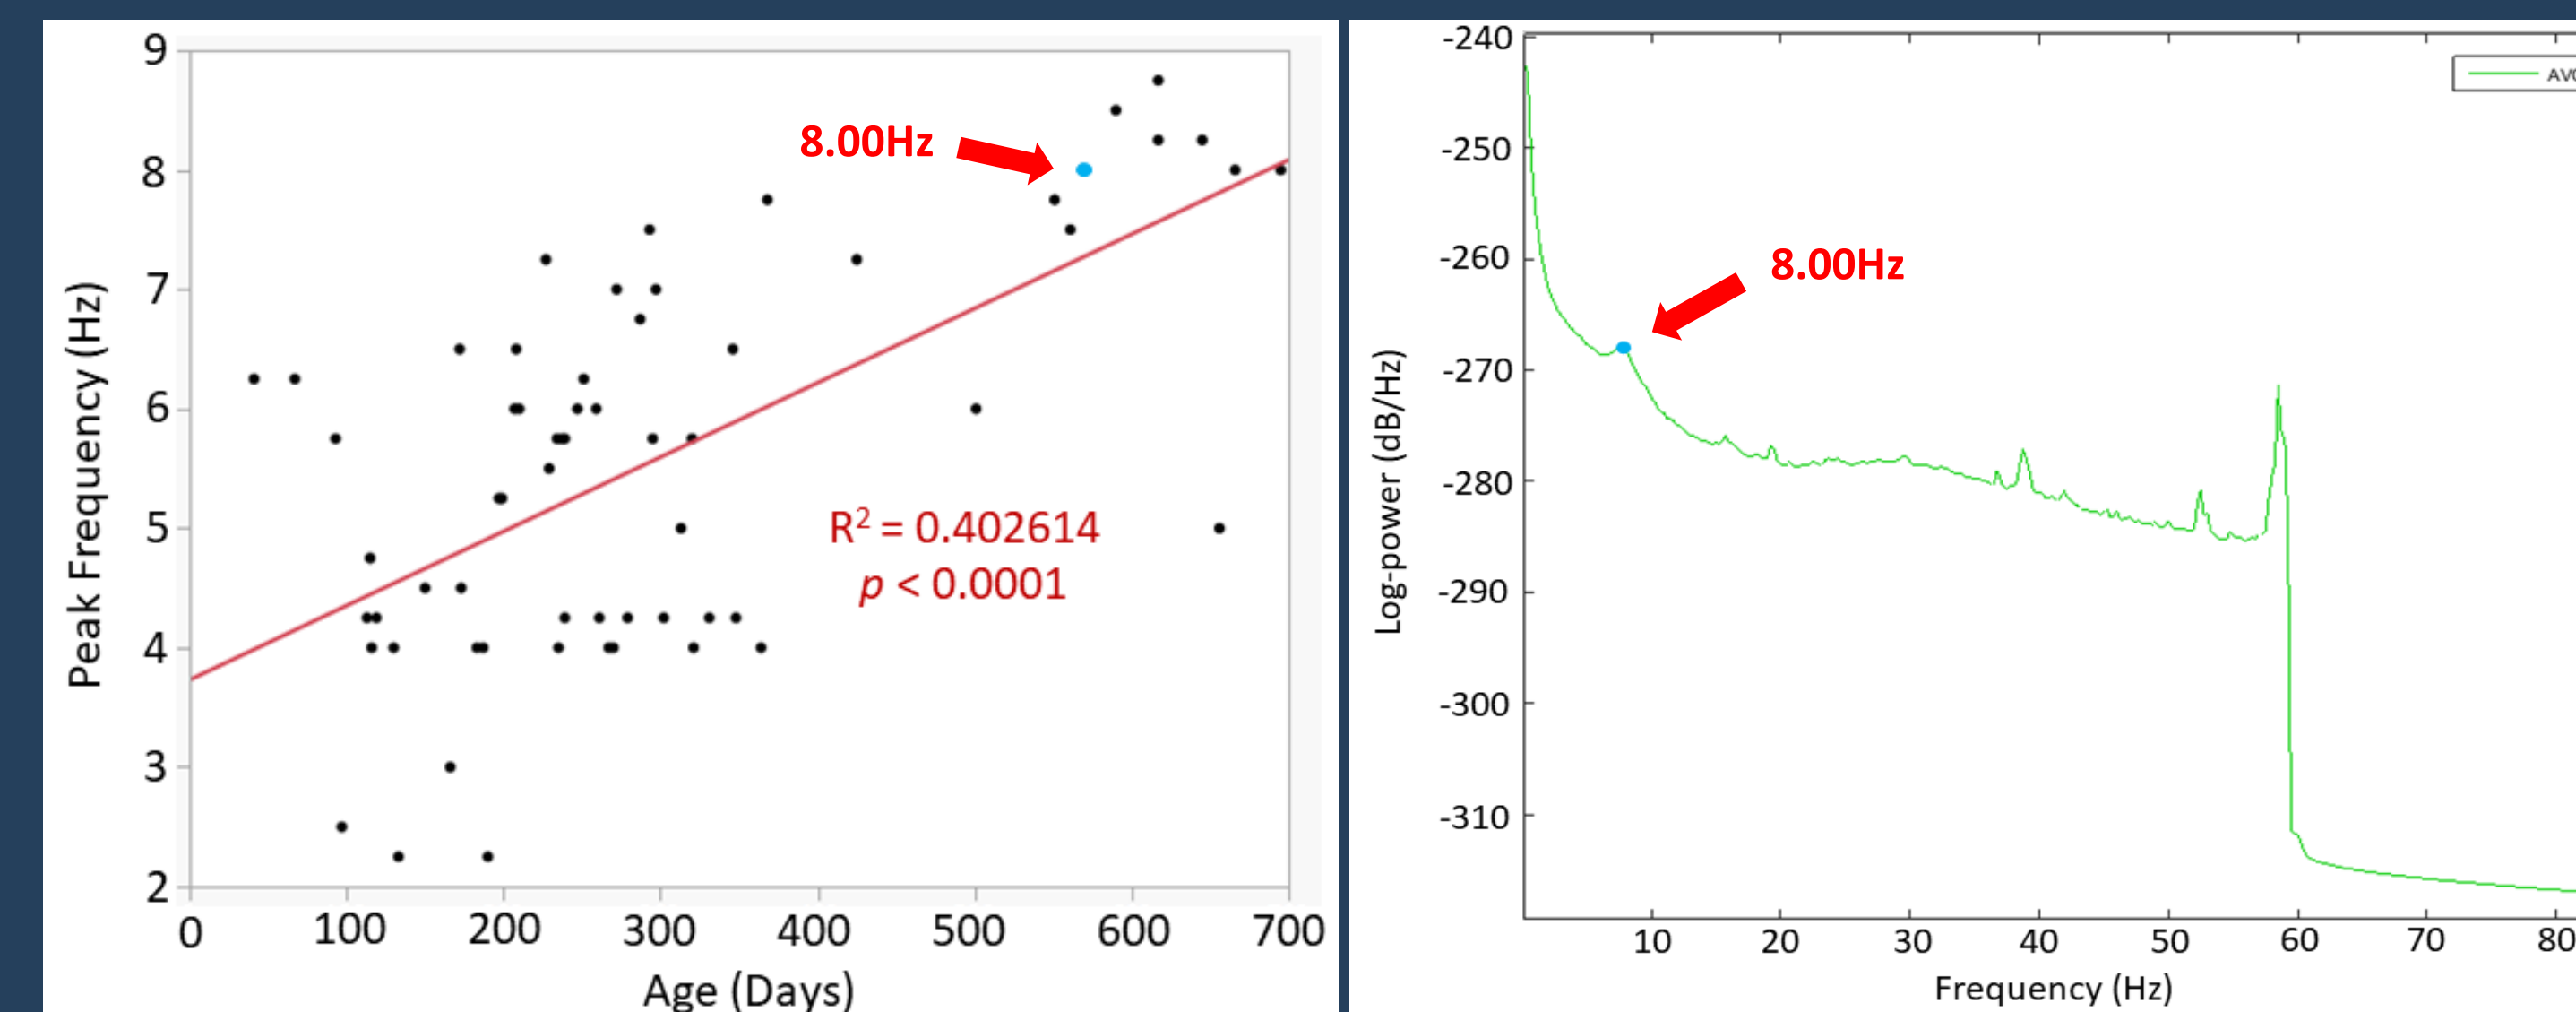 9
8
7
6
5
4
3
2
Peak Frequency (Hz)
8.00Hz
R² = 0.402614
p < 0.0001
0 100 200 300 400 500 600 700
Age (Days)
-240
-250
-260
-270
-280
-290
-300
-310
Log-power (dB/Hz)
8.00Hz
10 20 30 40 50 60 70 80
Frequency (Hz)